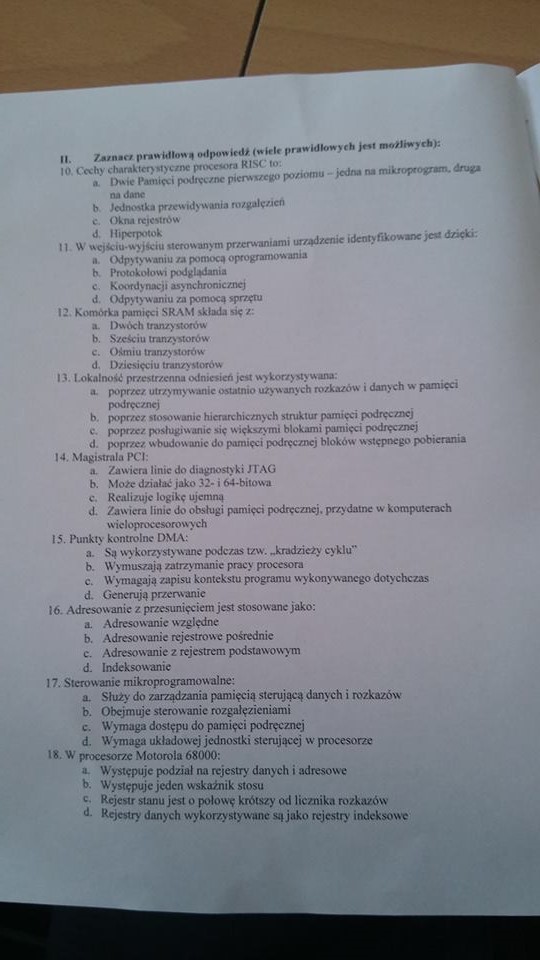 II. Zaznacz prawidłową odpowiedź (wiele prawidłowych jest możliwych):
10. Cechy charakterystyczne procesora RISC to:
a. Dwie Pamięci podręczne pierwszego poziomu – jedna na mikroprogram, druga
na dane
b. Jednostka przewidywania rozgałęzień
c. Okna rejestrów
d. Hiperpotok
11. W wejściu-wyjściu sterowanym przerwaniami urządzenie identyfikowane jest dzięki:
a. Odpytywaniu za pomocą oprogramowania
b. Protokołowi podglądania
c. Koordynacji asynchronicznej
d. Odpytywaniu za pomocą sprzętu
12. Komórka pamięci SRAM składa się z:
a. Dwóch tranzystorów
b. Sześciu tranzystorów
c. Ośmiu tranzystorów
d. Dziesięciu tranzystorów
13. Lokalność przestrzenna odniesień jest wykorzystywana:
a. poprzez utrzymywanie ostatnio używanych rozkazów i danych w pamięci
podręcznej
b. poprzez stosowanie hierarchicznych struktur pamięci podręcznej
c. poprzez posługiwanie się większymi blokami pamięci podręcznej
d. poprzez wbudowanie do pamięci podręcznej bloków wstępnego pobierania
14. Magistrala PCI:
a. Zawiera linie do diagnostyki JTAG
b. Może działać jako 32- i 64-bitowa
c. Realizuje logikę ujemną
d. Zawiera linie do obsługi pamięci podręcznej, przydatne w komputerach
wieloprocesorowych
15. Punkty kontrolne DMA:
a. Są wykorzystywane podczas tzw. „kradzieży cyklu”
b. Wymuszają zatrzymanie pracy procesora
c. Wymagają zapisu kontekstu programu wykonywanego dotychczas
d. Generują przerwanie
16. Adresowanie z przesunięciem jest stosowane jako:
a. Adresowanie względne
b. Adresowanie rejestrowe pośrednie
c. Adresowanie z rejestrem podstawowym
d. Indeksowanie
17. Sterowanie mikroprogramowalne:
a. Służy do zarządzania pamięcią sterującą danych i rozkazów
b. Obejmuje sterowanie rozgałęzieniami
c. Wymaga dostępu do pamięci podręcznej
d. Wymaga układowej jednostki sterującej w procesorze
18. W procesorze Motorola 68000:
a. Występuje podział na rejestry danych i adresowe
b. Występuje jeden wskaźnik stosu
c. Rejestr stanu jest o połowę krótszy od licznika rozkazów
d. Rejestry danych wykorzystywane są jako rejestry indeksowe